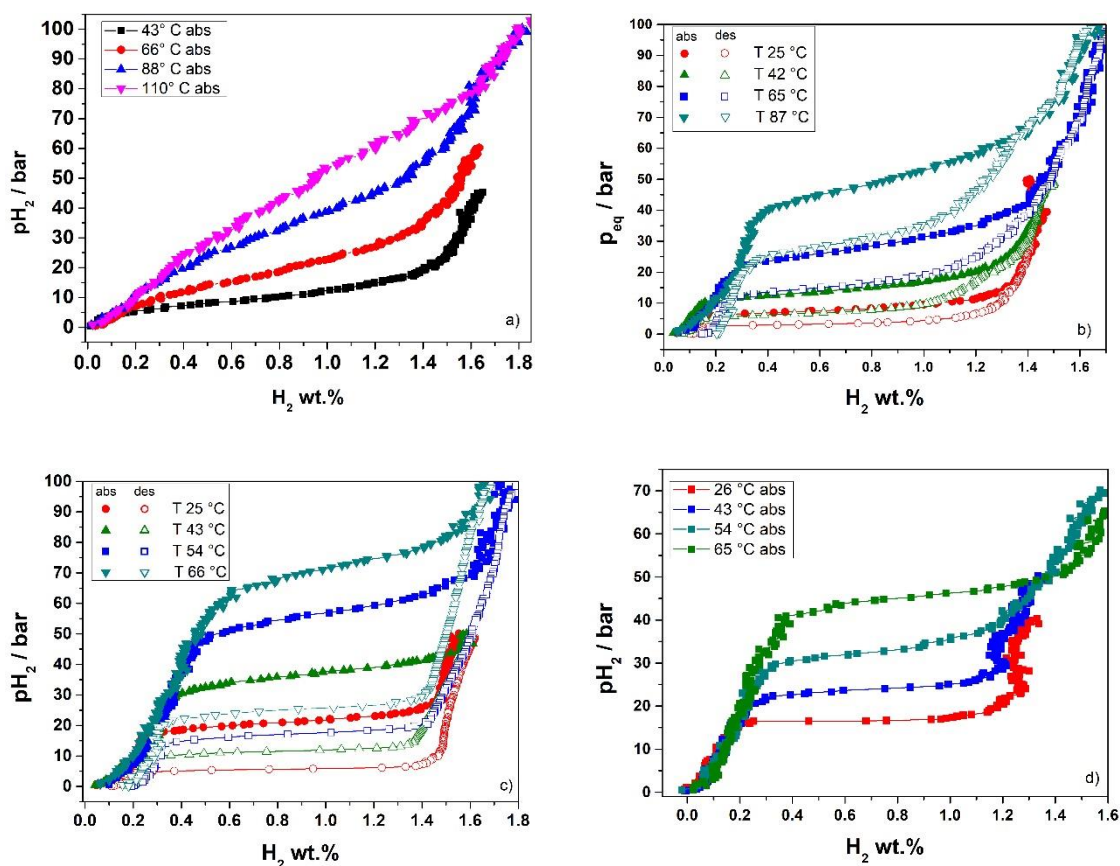 100
90
80
70
60
50
40
30
20
10
0
pH2 / bar
43° C abs
66° C abs
88° C abs
110° C abs
a)
0.0 0.2 0.4 0.6 0.8 1.0 1.2 1.4 1.6 1.8
H2 wt.%
100
90
80
70
60
50
40
30
20
10
0
peq / bar
abs des
T 25 °C
T 42 °C
T 65 °C
T 87 °C
b)
0.0 0.2 0.4 0.6 0.8 1.0 1.2 1.4 1.6
H2 wt.%
100
90
80
70
60
50
40
30
20
10
0
pH2 / bar
abs des
T 25 °C
T 43 °C
T 54 °C
T 66 °C
c)
0.0 0.2 0.4 0.6 0.8 1.0 1.2 1.4 1.6 1.8
H2 wt.%
70
60
50
40
30
20
10
0
pH2 / bar
26 °C abs
43 °C abs
54 °C abs
65 °C abs
d)
0.0 0.2 0.4 0.6 0.8 1.0 1.2 1.4 1.6
H2 wt.%